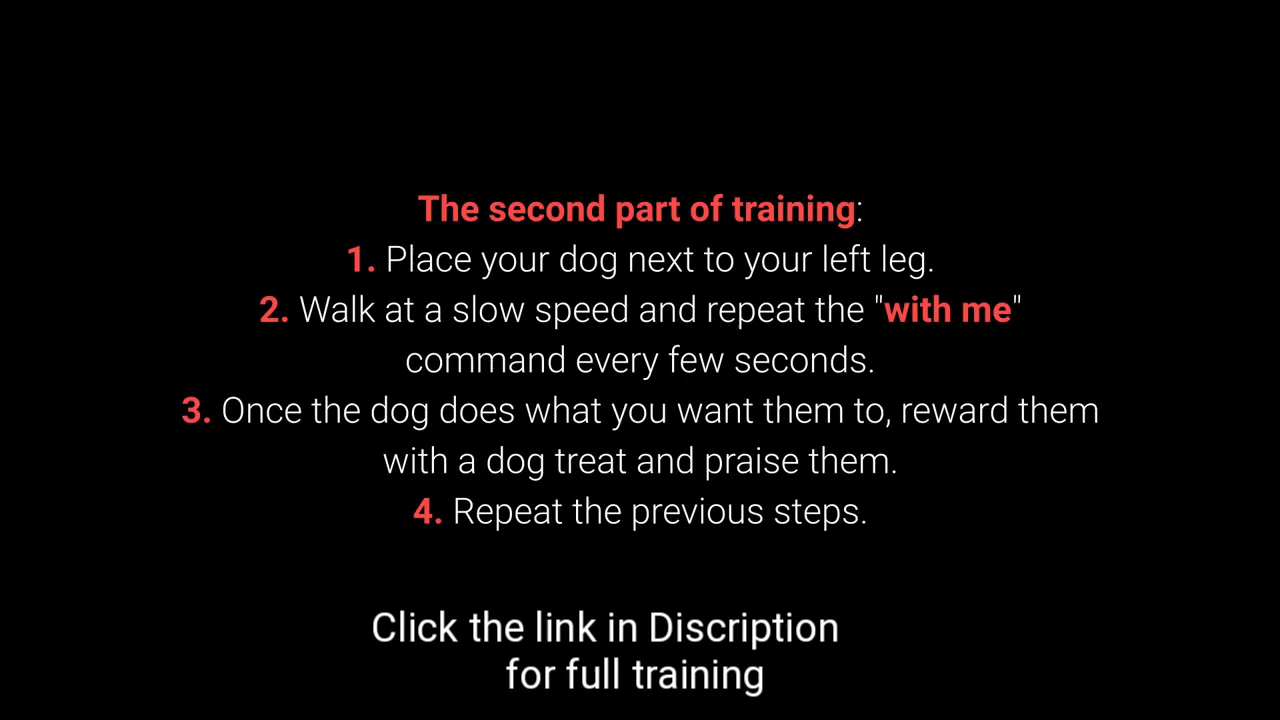 The second part of training:
1. Place your dog next to your left leg.
2. Walk at a slow speed and repeat the "with me"
command every few seconds.
3. Once the dog does what you want them to, reward them
with a dog treat and praise them.
4. Repeat the previous steps.
Click the link in Discription
for full training